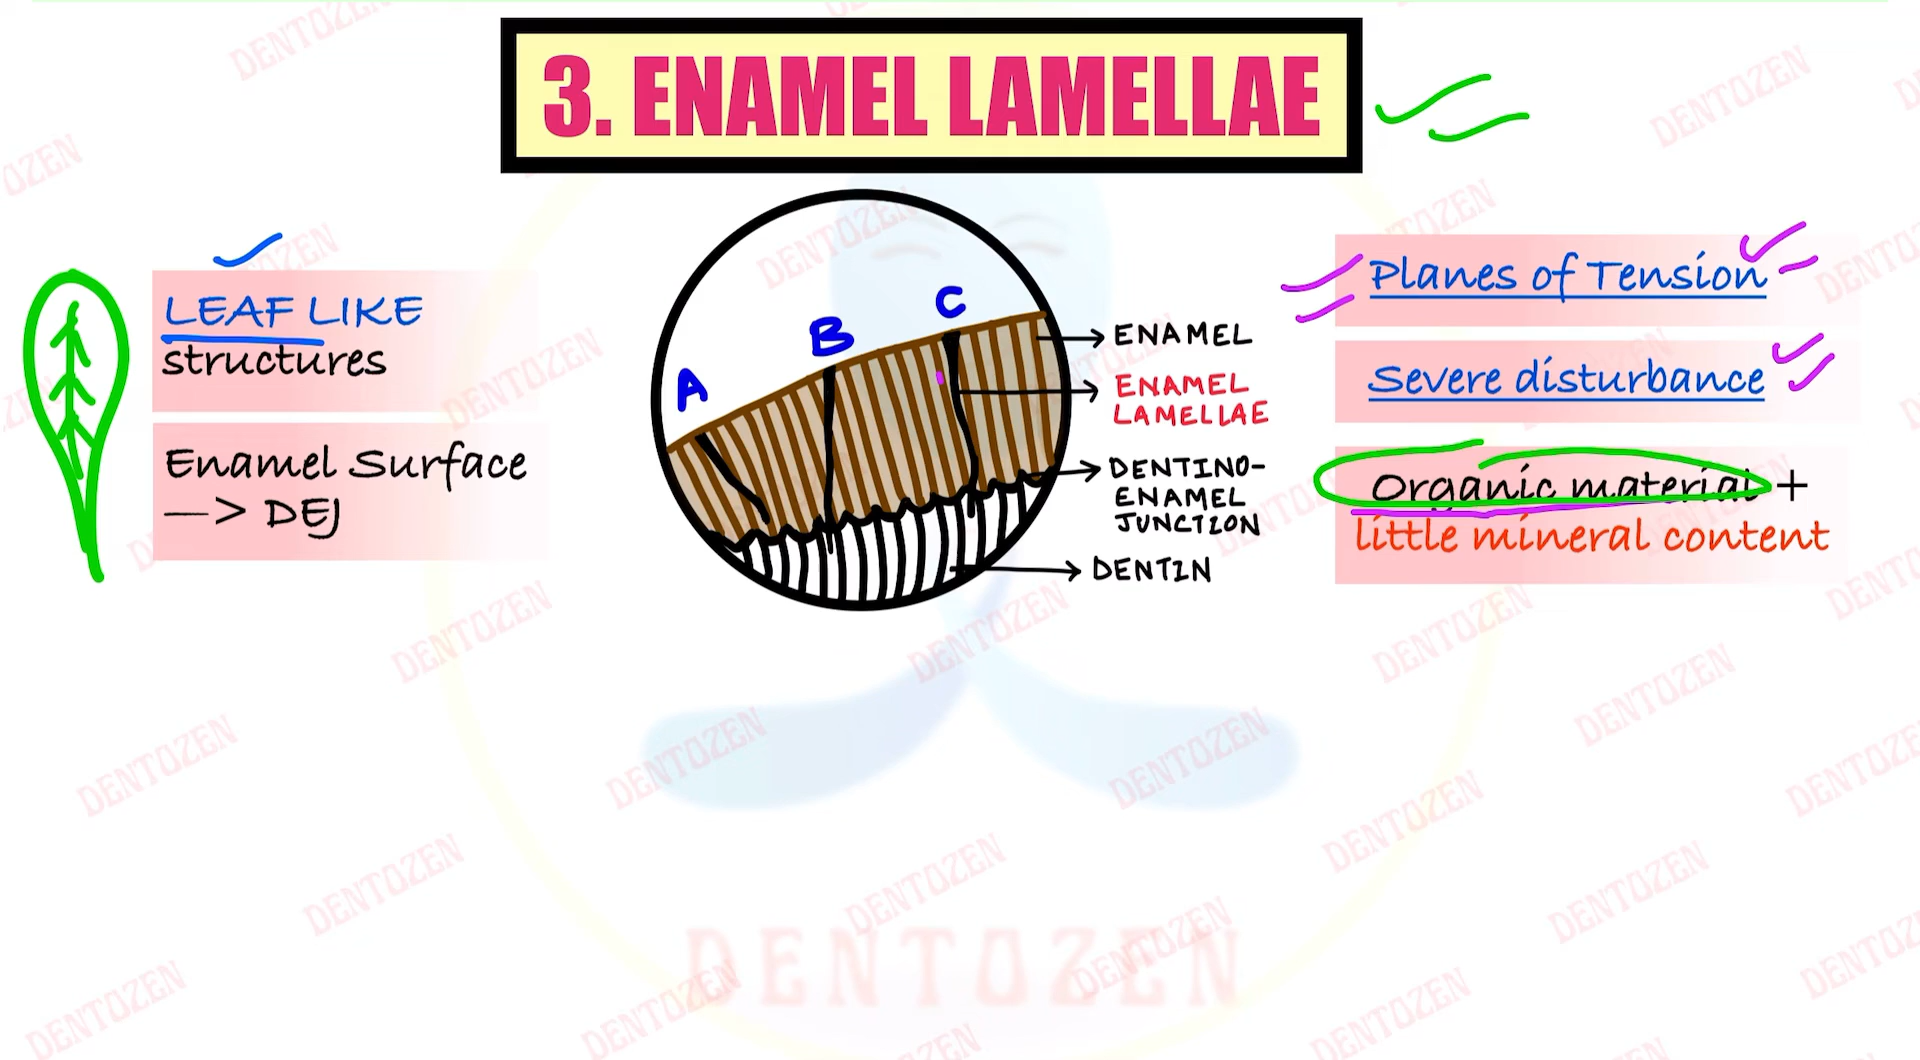 3. ENAMEL LAMELLAE
LEAF LIKE
structures
Enamel Surface
—> DEJ
A
B
C
ENAMEL
ENAMEL
LAMELLAE
DENTINO-
ENAMEL
JUNCTION
DENTIN
Planes of Tension
Severe disturbance
Organic material +
little mineral content
DENTOZEN